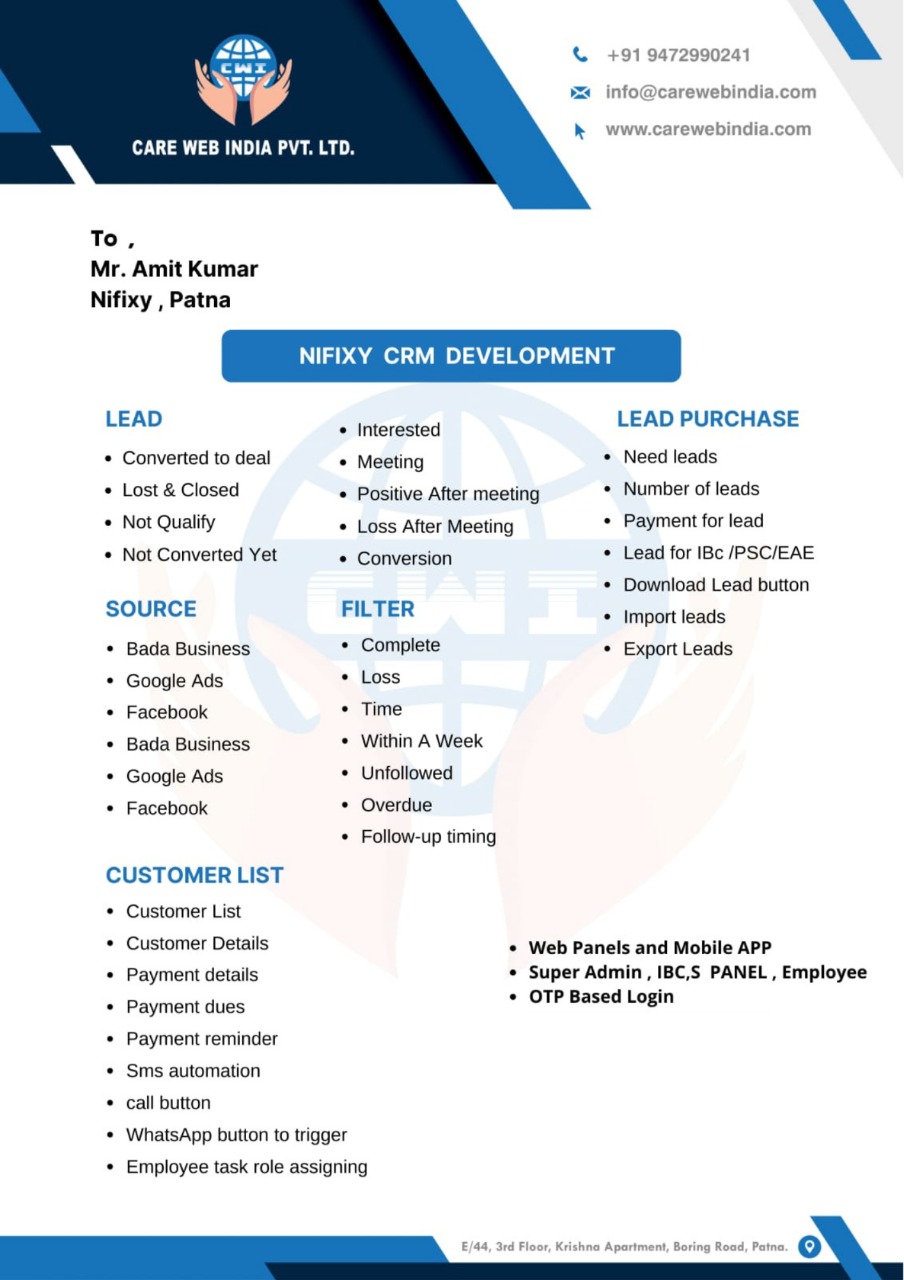 CWI
CARE WEB INDIA PVT. LTD.
+91 9472990241
info@carewebindia.com
www.carewebindia.com
To ,
Mr. Amit Kumar
Nifixy , Patna
NIFIXY CRM DEVELOPMENT
LEAD
Converted to deal
Lost & Closed
Not Qualify
Not Converted Yet
Interested
Meeting
Positive After meeting
Loss After Meeting
Conversion
LEAD PURCHASE
Need leads
Number of leads
Payment for lead
Lead for IBc /PSC/EAE
Download Lead button
Import leads
Export Leads
SOURCE
Bada Business
Google Ads
Facebook
Bada Business
Google Ads
Facebook
FILTER
Complete
Loss
Time
Within A Week
Unfollowed
Overdue
Follow-up timing
CWI
CUSTOMER LIST
Customer List
Customer Details
Payment details
Payment dues
Payment reminder
Sms automation
call button
WhatsApp button to trigger
Employee task role assigning
Web Panels and Mobile APP
Super Admin , IBC,S PANEL , Employee
OTP Based Login
E/44, 3rd Floor, Krishna Apartment, Boring Road, Patna.